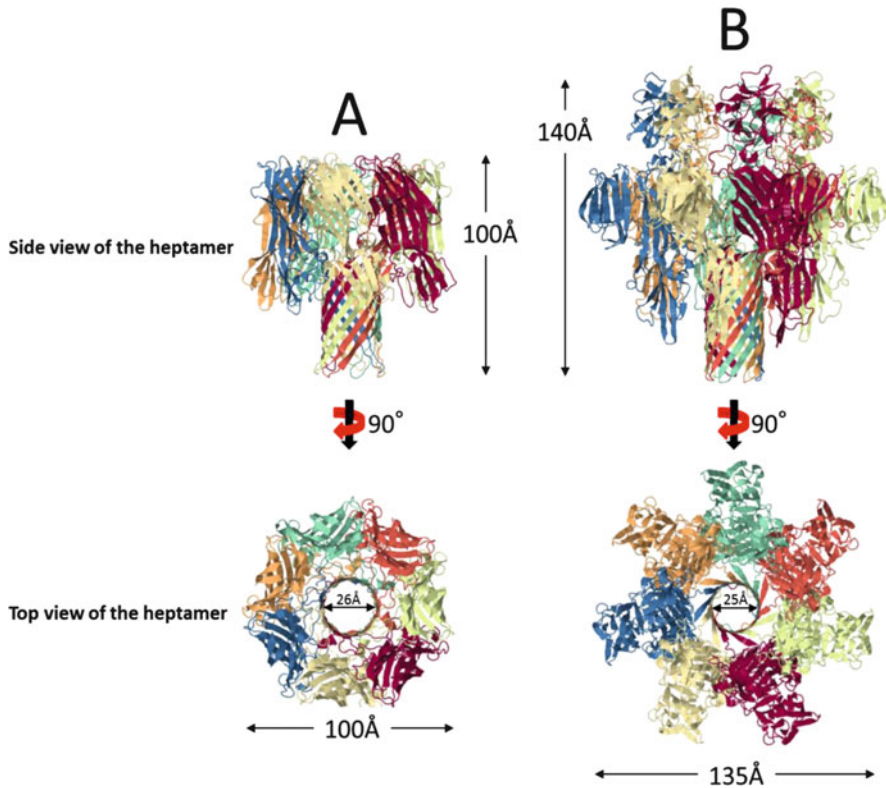 A
B
140Å
100Å
Side view of the heptamer
90°
90°
Top view of the heptamer
26Å
25Å
100Å
135Å